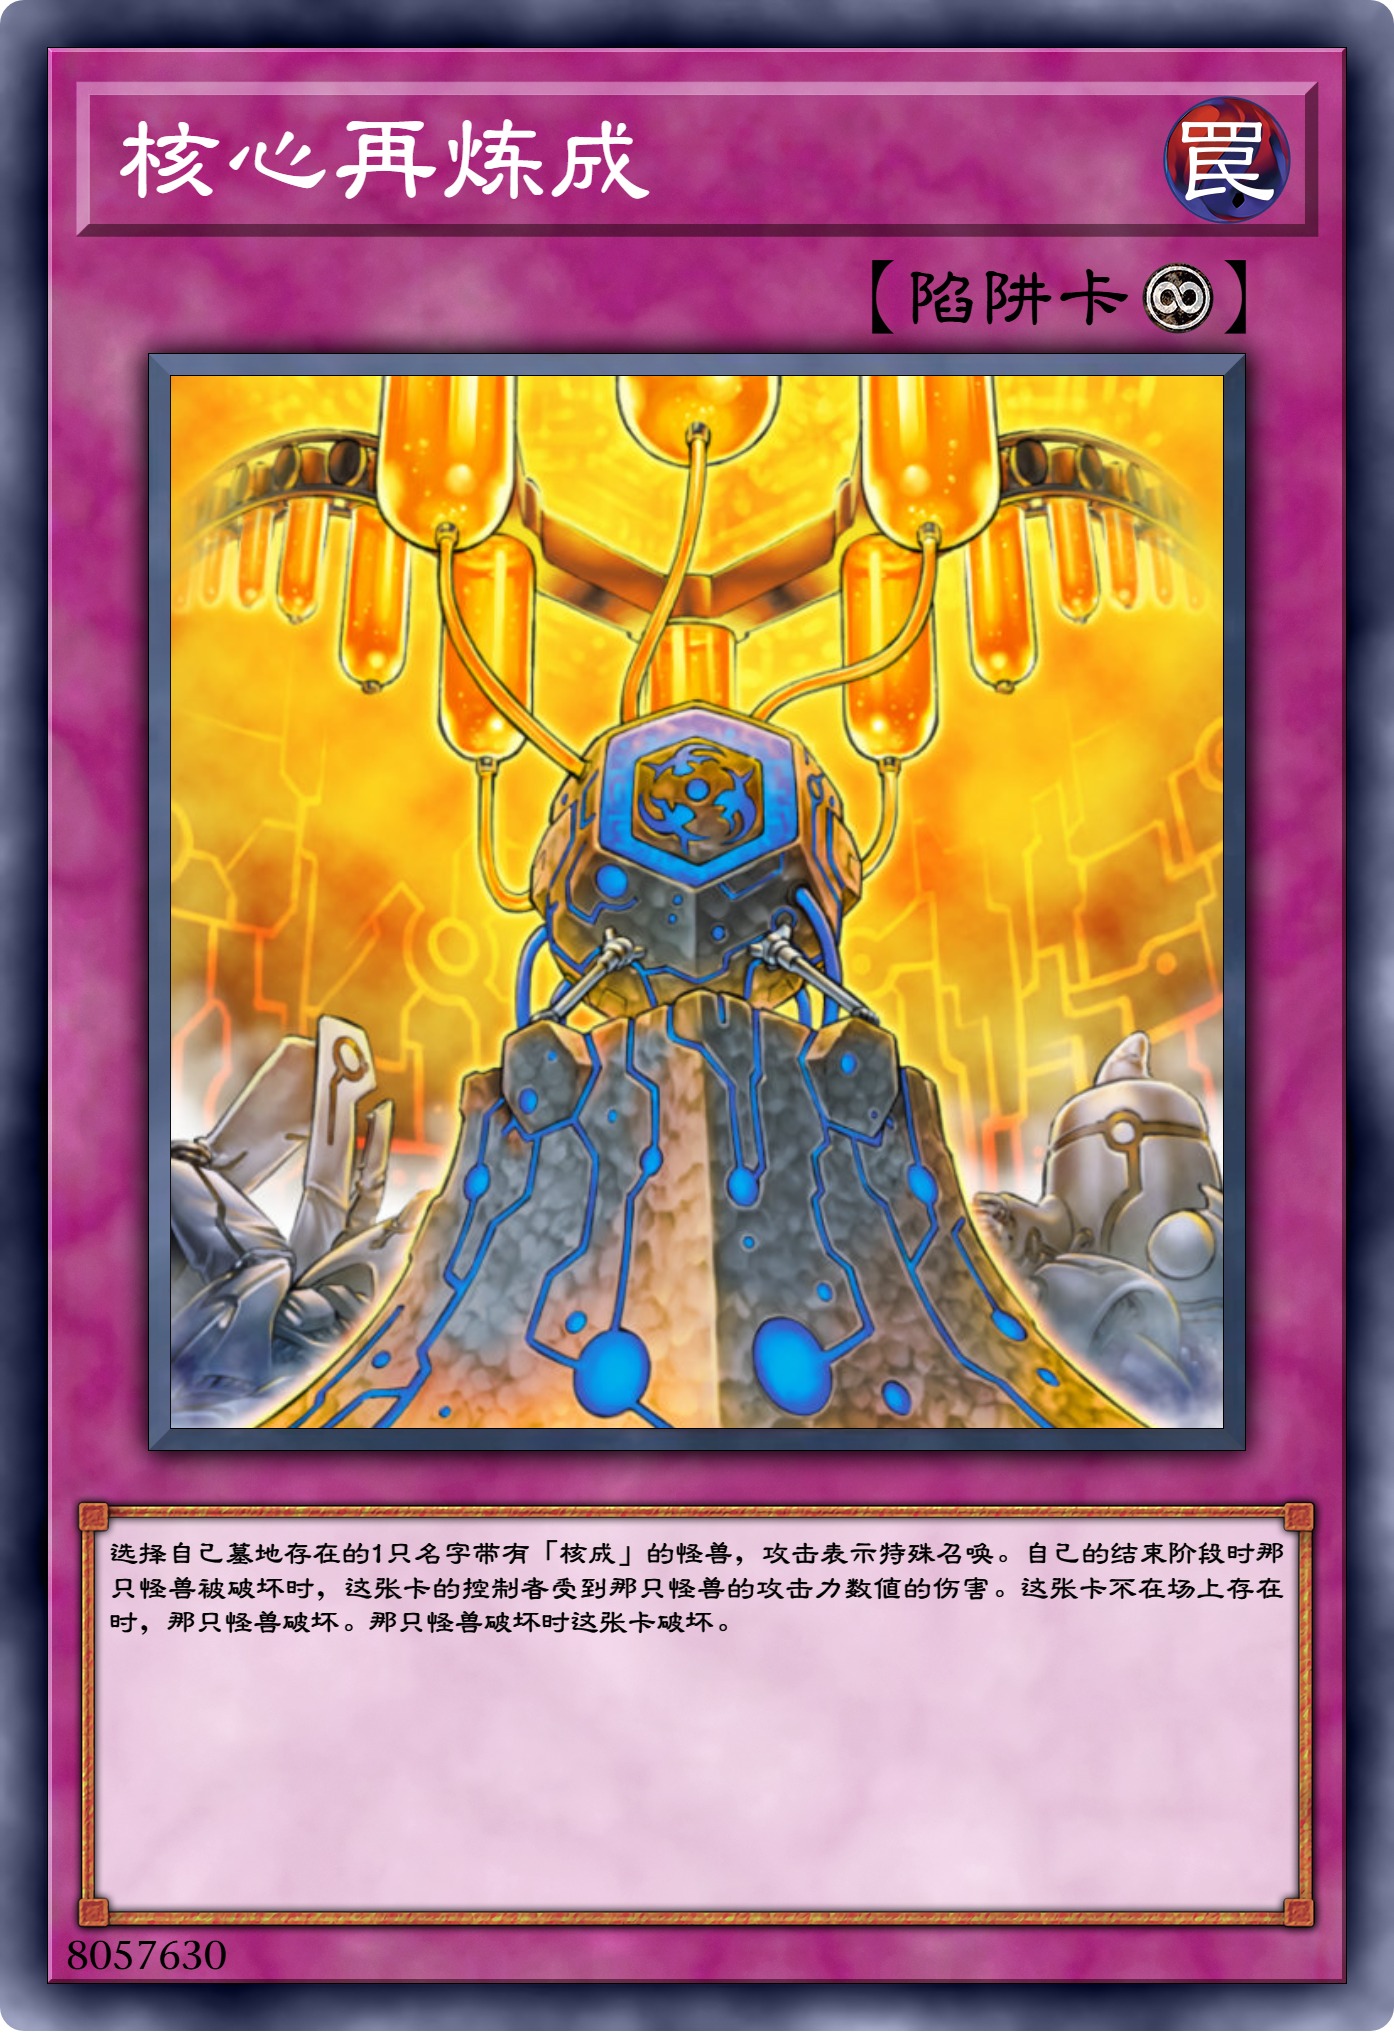 核心再炼成
罠
【陷阱卡】
选择自己墓地存在的1只名字带有「核成」的怪兽，攻击表示特殊召唤。自己的结束阶段时那
只怪兽被破坏时，这张卡的控制者受到那只怪兽的攻击力数値的伤害。这张卡不在场上存在
时，那只怪兽破坏。那只怪兽破坏时这张卡破坏。
8057630